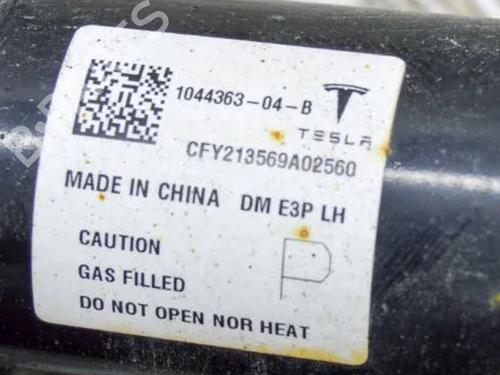 1044363-04-B
TESLA
CFY213569A02560
MADE IN CHINA DM E3P LH
CAUTION
GAS FILLED
P
DO NOT OPEN NOR HEAT